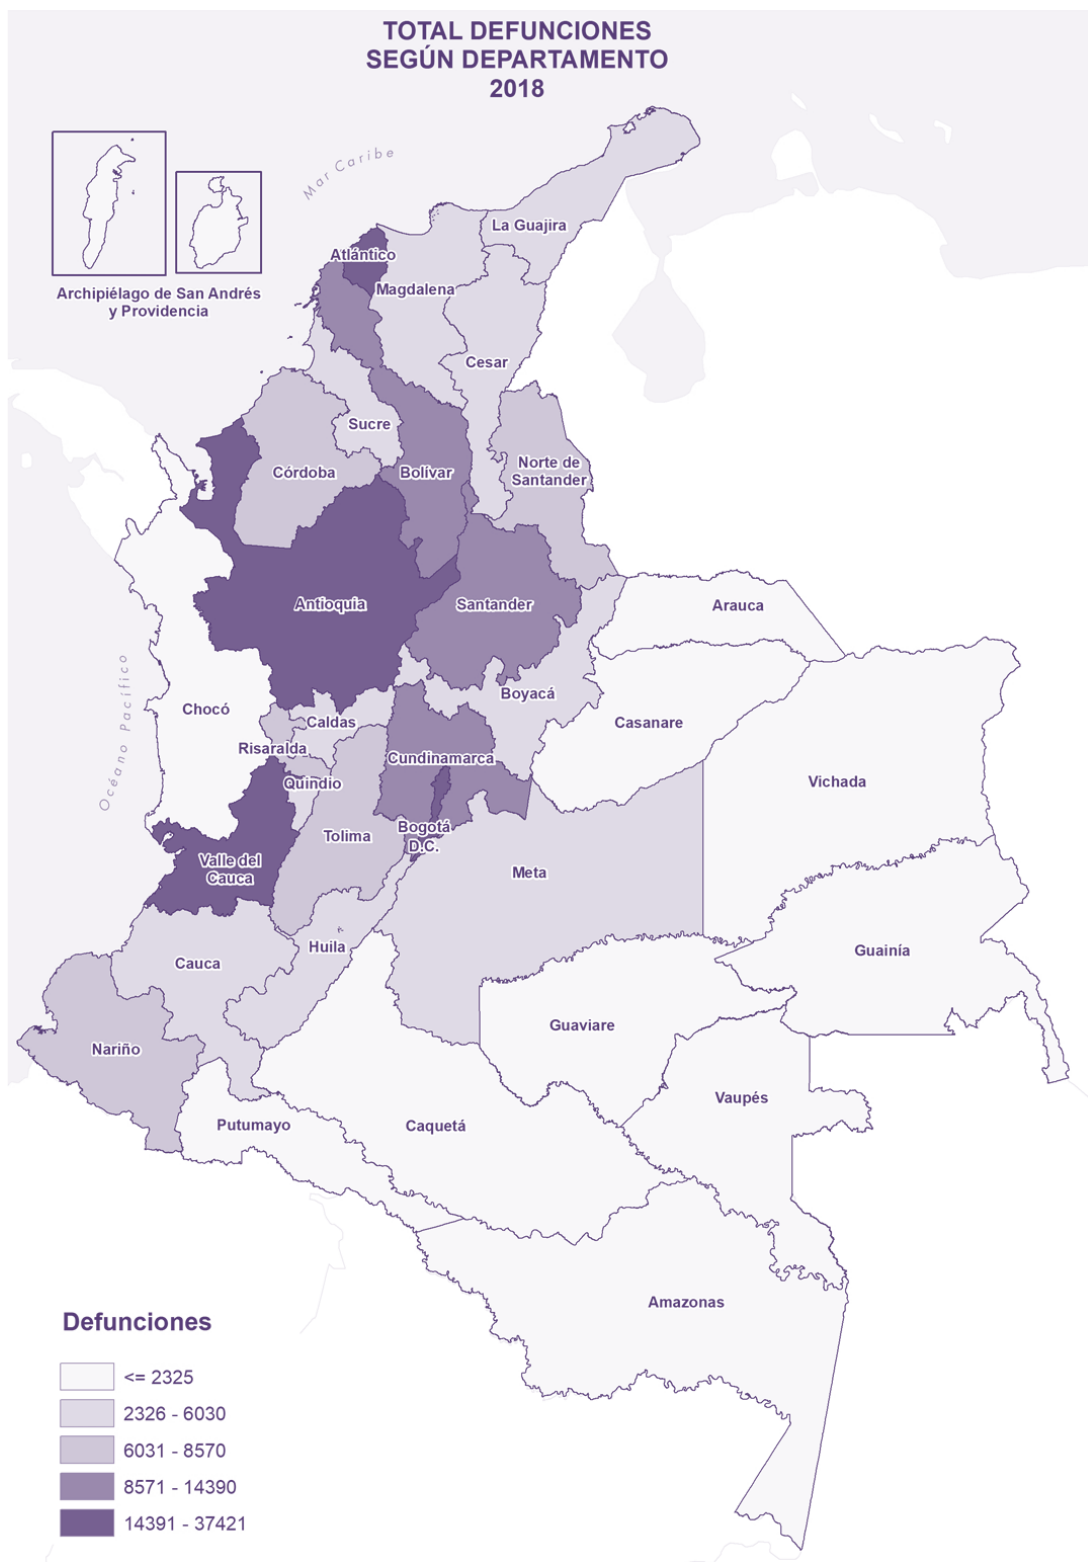 TOTAL DEFUNCIONES
SEGÚN DEPARTAMENTO
2018
Mar Caribe
La Guajira
Atlántico
Magdalena
Archipiélago de San Andrés
y Providencia
Cesar
Sucre
Córdoba
Bolívar
Norte de
Santander
Antioquia
Santander
Arauca
Océano Pacífico
Chocó
Boyacá
Caldas
Casanare
Risaralda
Cundinamarca
Quindio
Vichada
Tolima
Bogotá
D.C.
Valle del
Cauca
Meta
Huila
Cauca
Guainía
Guaviare
Nariño
Vaupés
Putumayo
Caquetá
Amazonas
Defunciones
<= 2325
2326 - 6030
6031 - 8570
8571 - 14390
14391 - 37421